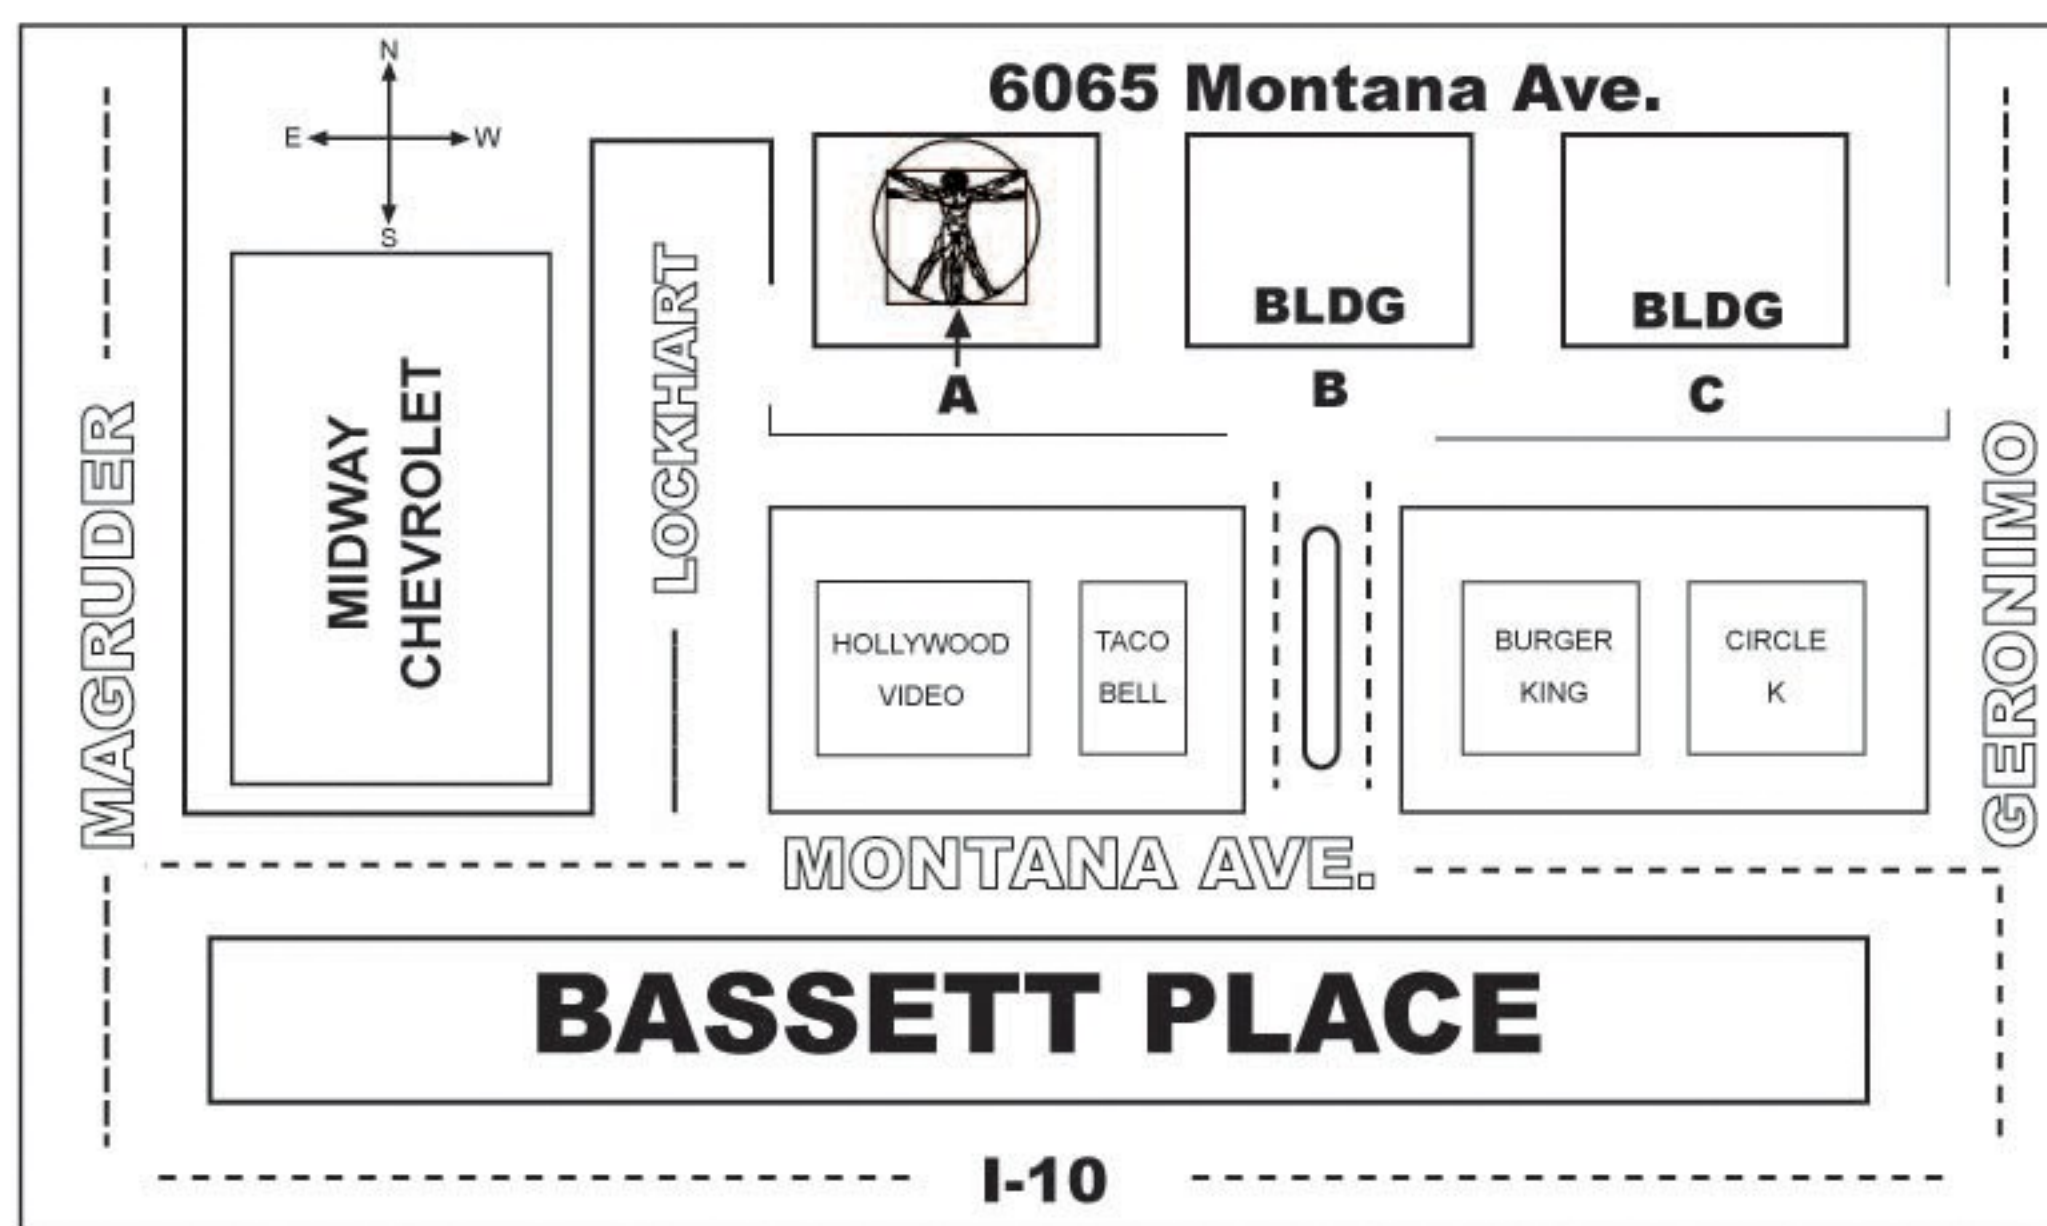 N
E
W
S
6065 Montana Ave.
BLDG
BLDG
A
B
C
MAGRUDER
MIDWAY
CHEVROLET
LOCKHART
GERONIMO
HOLLYWOOD
VIDEO
TACO
BELL
BURGER
KING
CIRCLE
K
MONTANA AVE.
BASSETT PLACE
I-10